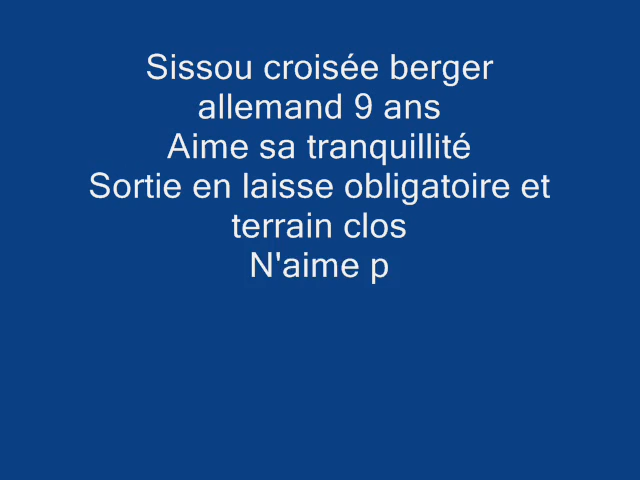 Sissou croisée berger
allemand 9 ans
Aime sa tranquillité
Sortie en laisse obligatoire et
terrain clos
N'aime p